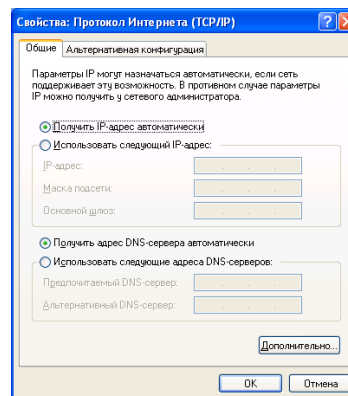 Свойства: Протокол Интернета (TCP/IP)
Общие
Альтернативная конфигурация
Параметры IP могут назначаться автоматически, если сеть
поддерживает эту возможность. В противном случае параметры
IP можно получить у сетевого администратора.
Получить IP-адрес автоматически
Использовать следующий IP-адрес:
IP-адрес:
Маска подсети:
Основной шлюз:
Получить адрес DNS-сервера автоматически
Использовать следующие адреса DNS-серверов:
Предпочитаемый DNS-сервер:
Альтернативный DNS-сервер:
Дополнительно...
OK
Отмена